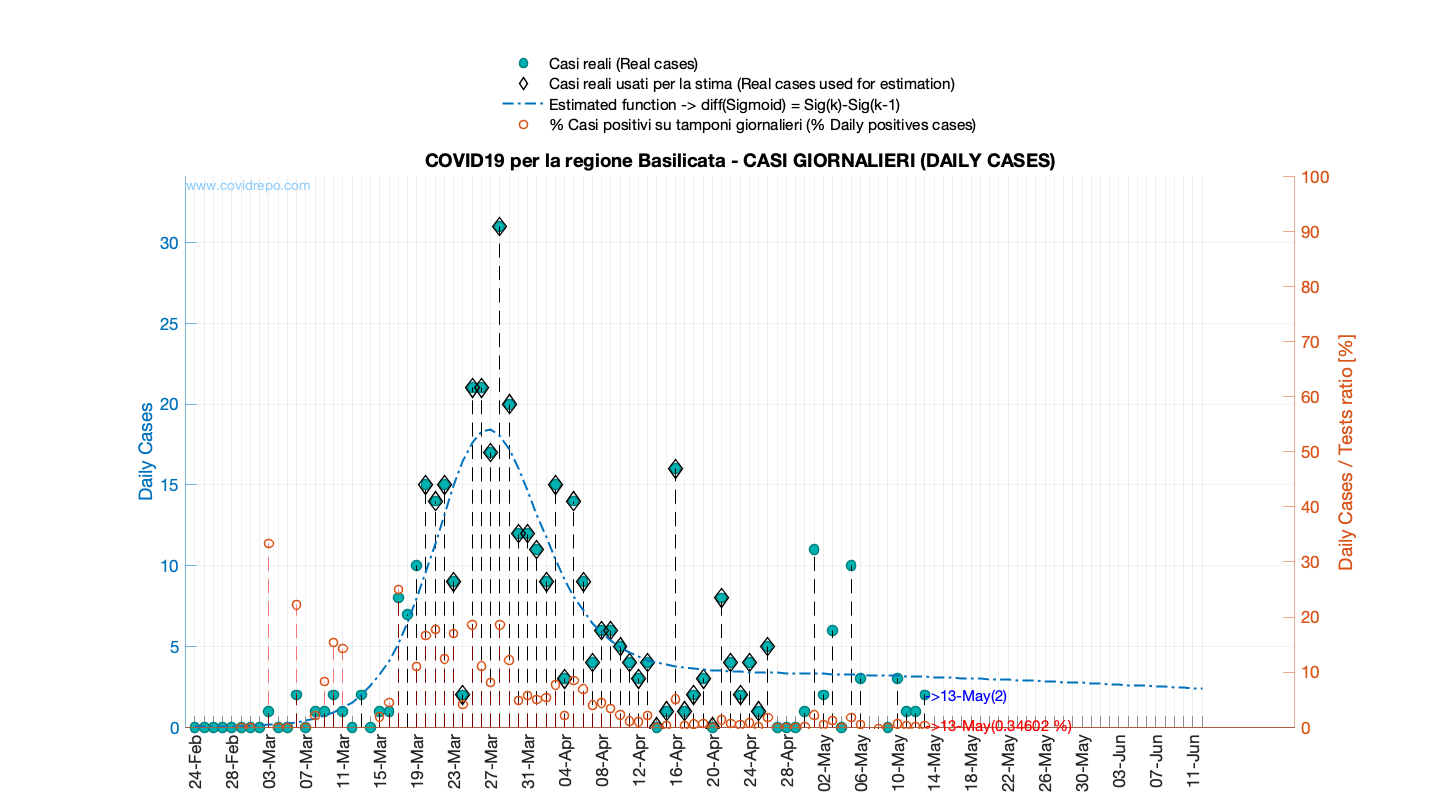 Casi reali (Real cases)
Casi reali usati per la stima (Real cases used for estimation)
Estimated function -> diff(Sigmoid) = Sig(k)-Sig(k-1)
% Casi positivi su tamponi giornalieri (% Daily positives cases)
COVID19 per la regione Basilicata - CASI GIORNALIERI (DAILY CASES)
www.covidrepo.com
Daily Cases
30
25
20
15
10
5
0
100
90
80
70
60
50
40
30
20
10
0
Daily Cases / Tests ratio [%]
->13-May(2)
->13-May(0.34602 %)
24-Feb
28-Feb
03-Mar
07-Mar
11-Mar
15-Mar
19-Mar
23-Mar
27-Mar
31-Mar
04-Apr
08-Apr
12-Apr
16-Apr
20-Apr
24-Apr
28-Apr
02-May
06-May
10-May
14-May
18-May
22-May
26-May
30-May
03-Jun
07-Jun
11-Jun